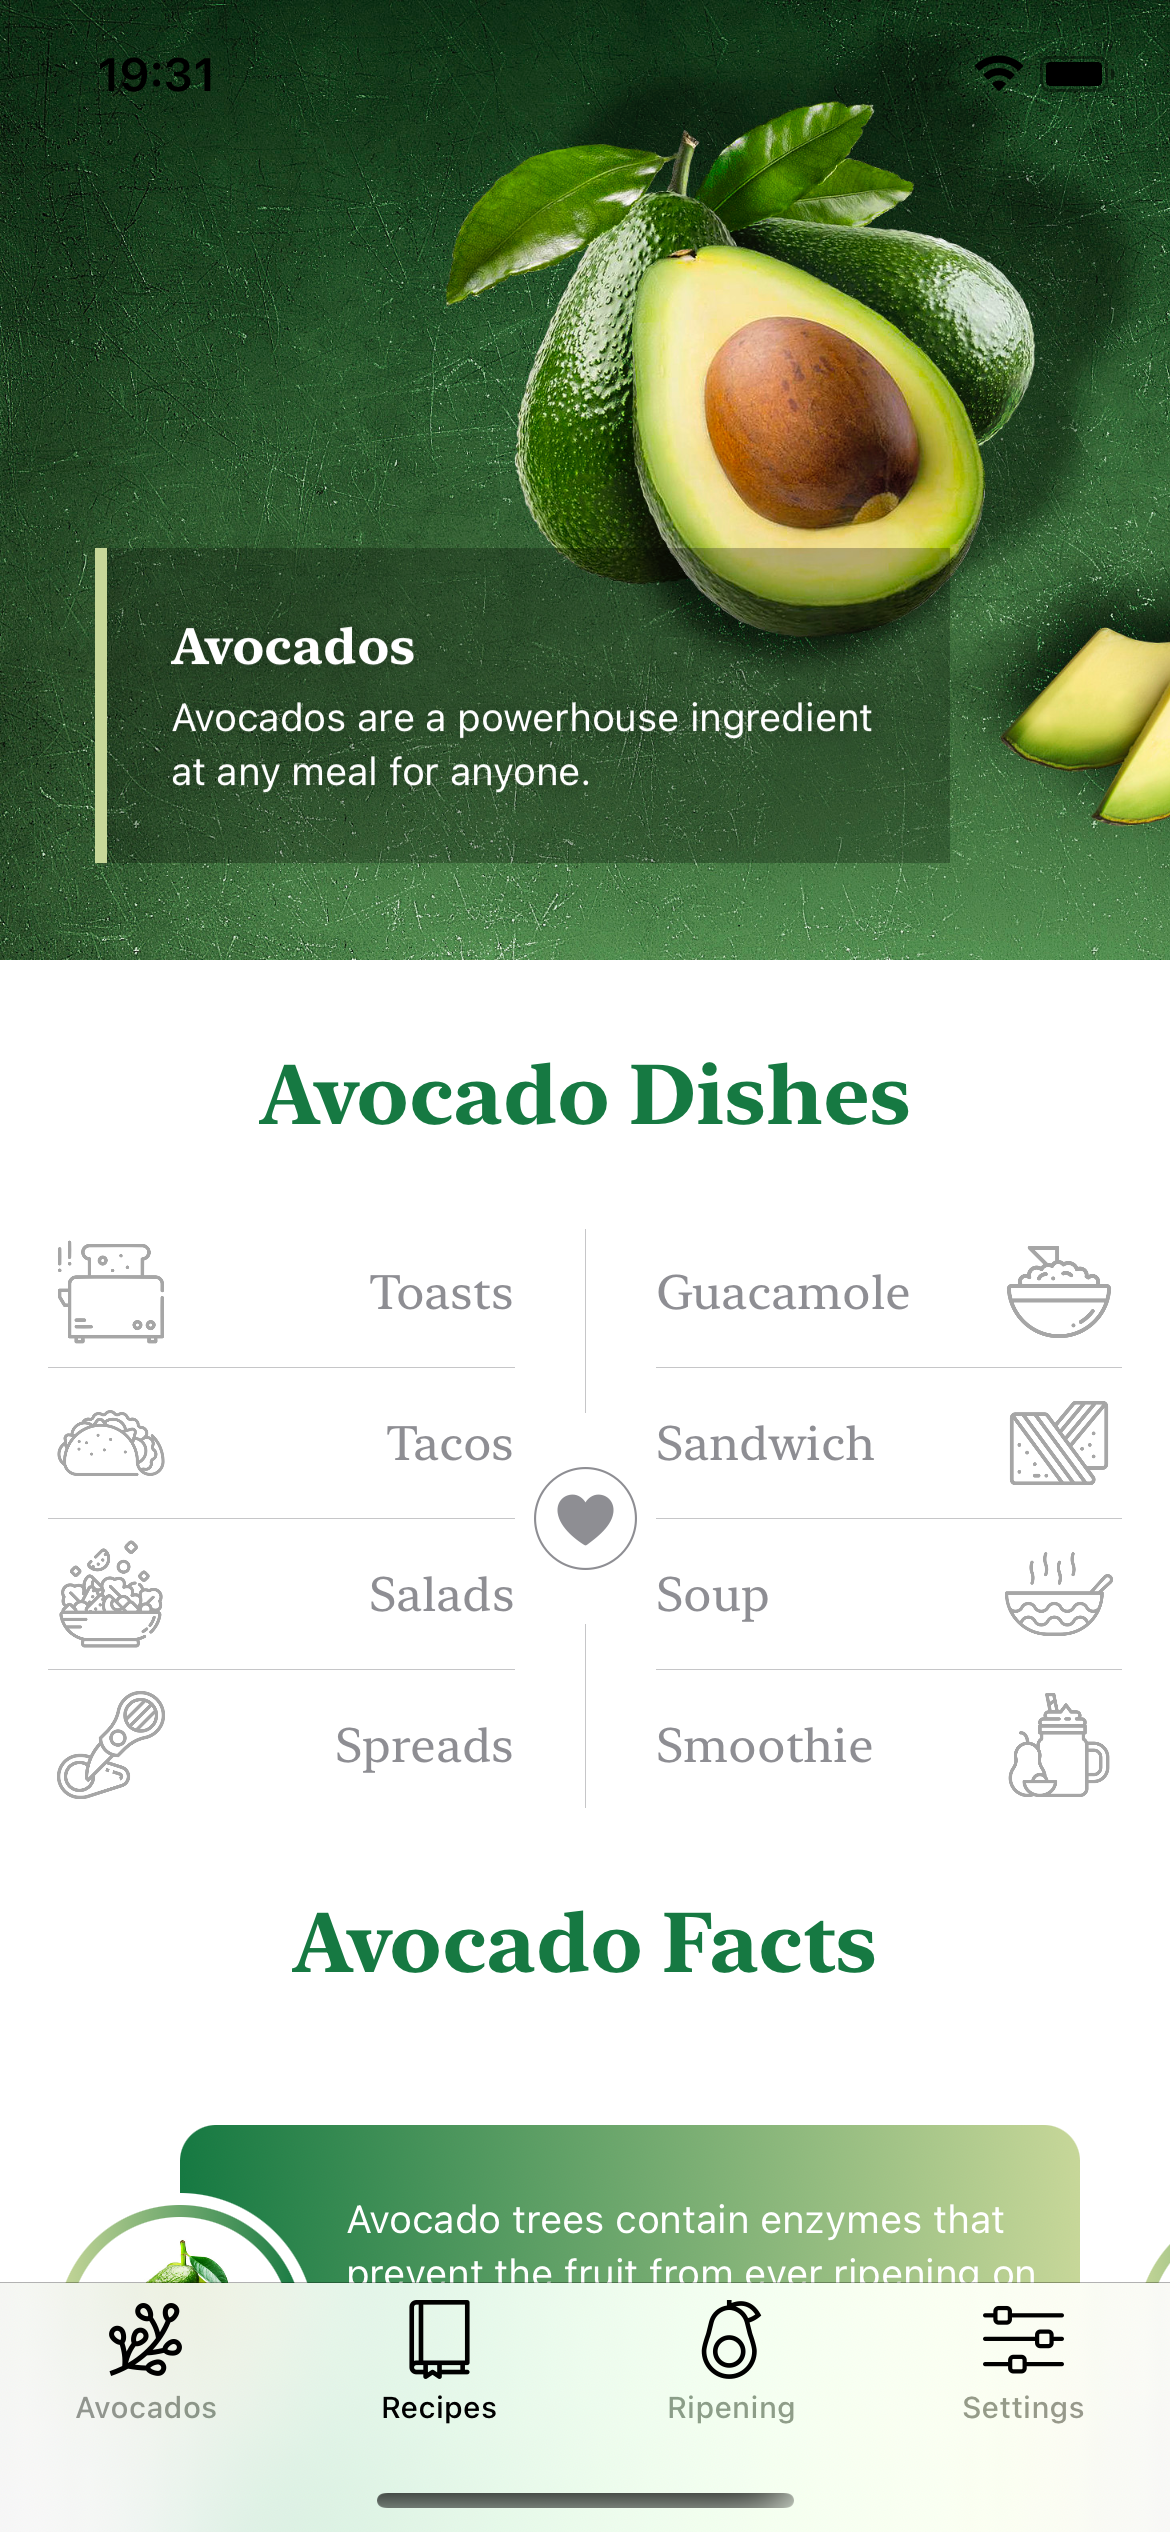 19:31
Avocados
Avocados are a powerhouse ingredient
at any meal for anyone.
Avocado Dishes
Toasts
Guacamole
Tacos
Sandwich
Salads
Soup
Spreads
Smoothie
Avocado Facts
Avocado trees contain enzymes that
prevent the fruit from ever ripening on
Avocados
Recipes
Ripening
Settings